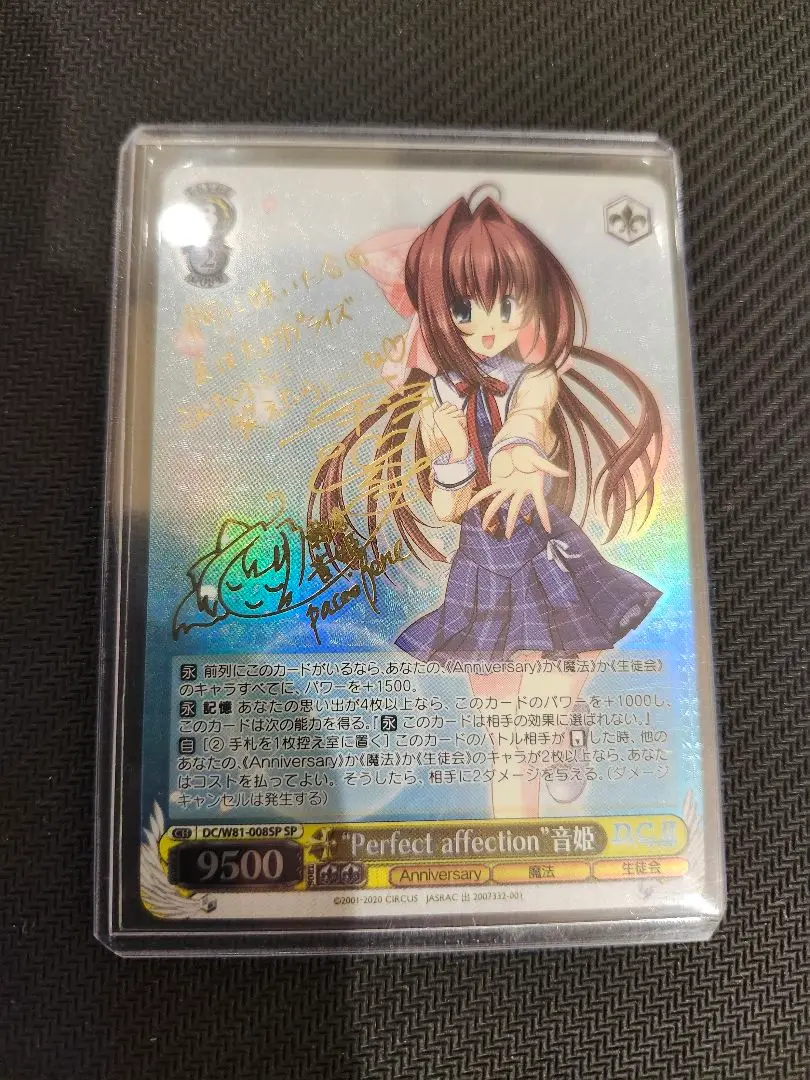 2
永 前列にこのカードがいるなら、あなたの、《Anniversary》か《魔法》か《生徒会》
のキャラすべてに、パワーを+1500。
永 記憶 あなたの思い出が4枚以上なら、このカードのパワーを+1000し、
このカードは次の能力を得る。『永 このカードは相手の効果に選ばれない。』
自 [② 手札を1枚控え室に置く] このカードのバトル相手が した時、他の
あなたの、《Anniversary》か《魔法》か《生徒会》のキャラが2枚以上なら、あなた
はコストを払ってよい。そうしたら、相手に2ダメージを与える。(ダメージ
キャンセルは発生する)
CH DC/W81-008SP SP
"Perfect affection"音姫 D.C.II
9500 SOUL
Anniversary 魔法 生徒会
©2001-2020 CIRCUS JASRAC 出 2007332-001